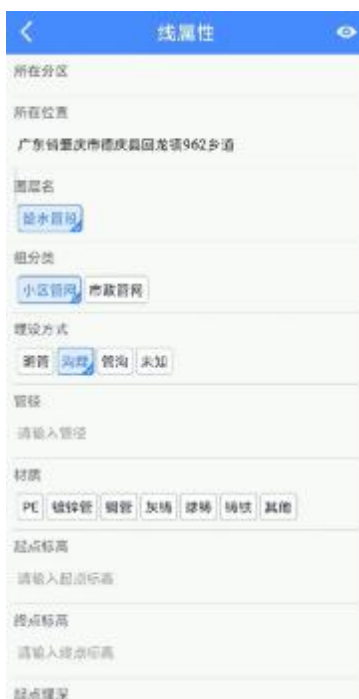 线属性
所在分区
所在位置
广东省肇庆市德庆县回龙镇962乡道
图层名
给水管段
组分类
小区管网 市政管网
埋设方式
明管 沟埋 管沟 未知
管径
请输入管径
材质
PE 镀锌管 钢管 灰铸 球铸 铸铁 其他
起点标高
请输入起点标高
终点标高
请输入终点标高
起点埋深